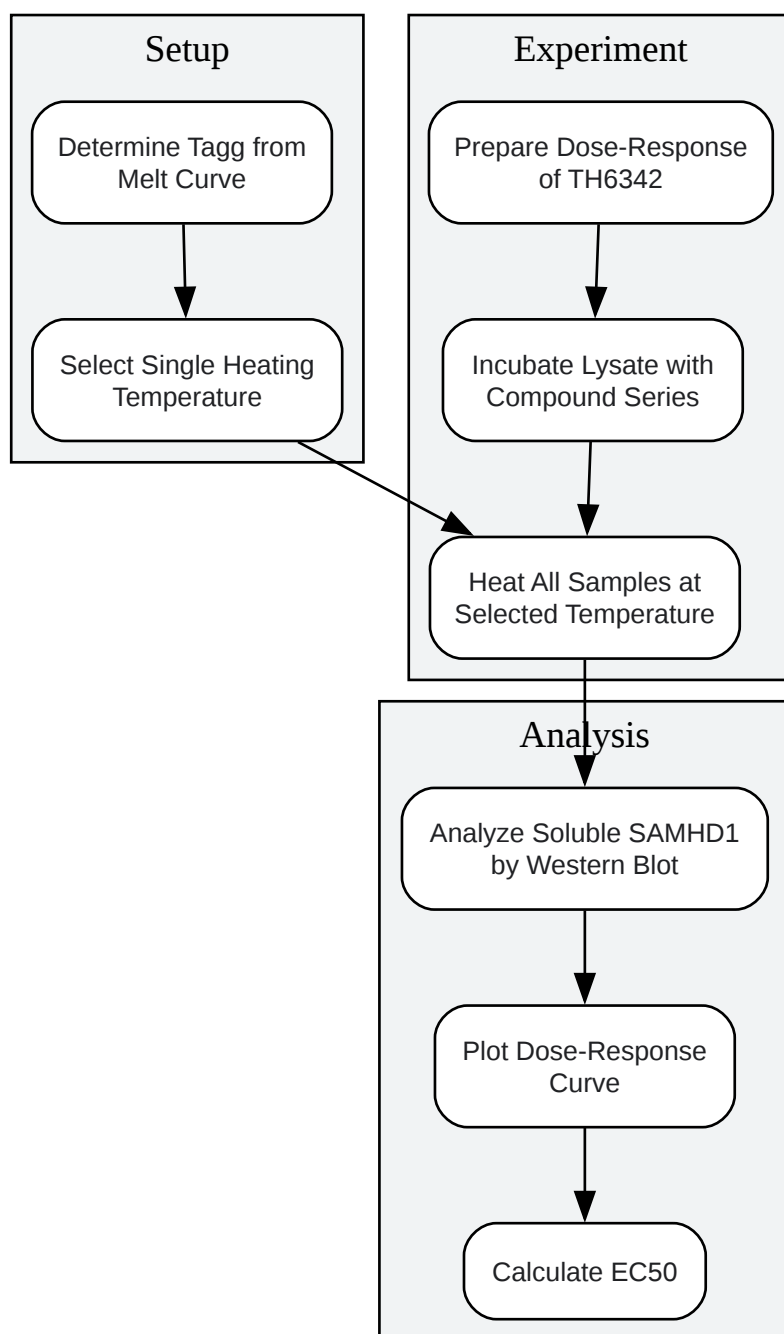 Setup
Determine Tagg from
Melt Curve
Select Single Heating
Temperature
Experiment
Prepare Dose-Response
of TH6342
Incubate Lysate with
Compound Series
Heat All Samples at
Selected Temperature
Analysis
Analyze Soluble SAMHD1
by Western Blot
Plot Dose-Response
Curve
Calculate EC50